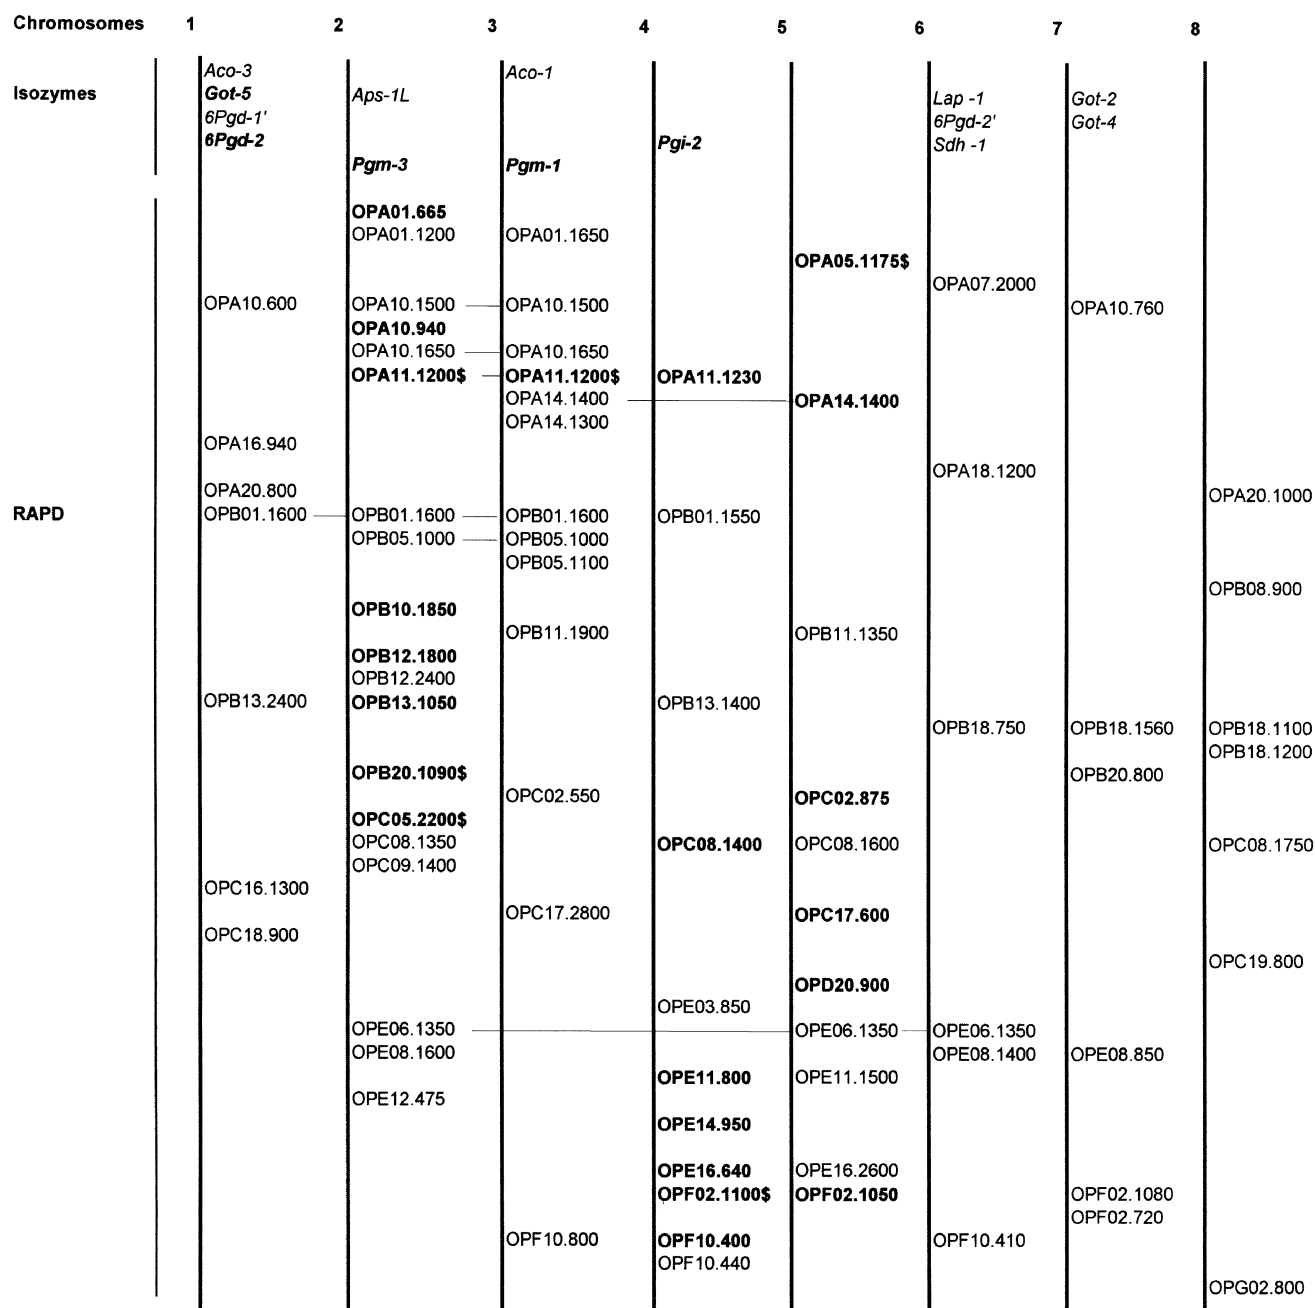 Chromosomes 1 2 3 4 5 6 7 8
Aco-3 Aco-1
Isozymes Got-5 Aps-1L Lap -1 Got-2
6Pgd-1' 6Pgd-2' Got-4
6Pgd-2 Pgi-2 Sdh -1
Pgm-3 Pgm-1
OPA01.665
OPA01.1200 OPA01.1650
OPA05.1175$
OPA07.2000
OPA10.600 OPA10.1500 OPA10.1500 OPA10.760
OPA10.940
OPA10.1650 OPA10.1650
OPA11.1200$ OPA11.1200$ OPA11.1230
OPA14.1400 OPA14.1400
OPA14.1300
OPA16.940
OPA18.1200
OPA20.800 OPA20.1000
RAPD OPB01.1600 OPB01.1600 OPB01.1600 OPB01.1550
OPB05.1000 OPB05.1000
OPB05.1100
OPB08.900
OPB10.1850
OPB11.1900 OPB11.1350
OPB12.1800
OPB12.2400
OPB13.2400 OPB13.1050 OPB13.1400
OPB18.750 OPB18.1560 OPB18.1100
OPB18.1200
OPB20.1090$ OPB20.800
OPC02.550 OPC02.875
OPC05.2200$
OPC08.1350 OPC08.1400 OPC08.1600 OPC08.1750
OPC09.1400
OPC16.1300
OPC17.2800 OPC17.600
OPC18.900
OPC19.800
OPD20.900
OPE03.850
OPE06.1350 OPE06.1350 OPE06.1350
OPE08.1600 OPE08.1400 OPE08.850
OPE11.800 OPE11.1500
OPE12.475
OPE14.950
OPE16.640 OPE16.2600
OPF02.1100$ OPF02.1050 OPF02.1080
OPF02.720
OPF10.800 OPF10.400 OPF10.410
OPF10.440
OPG02.800